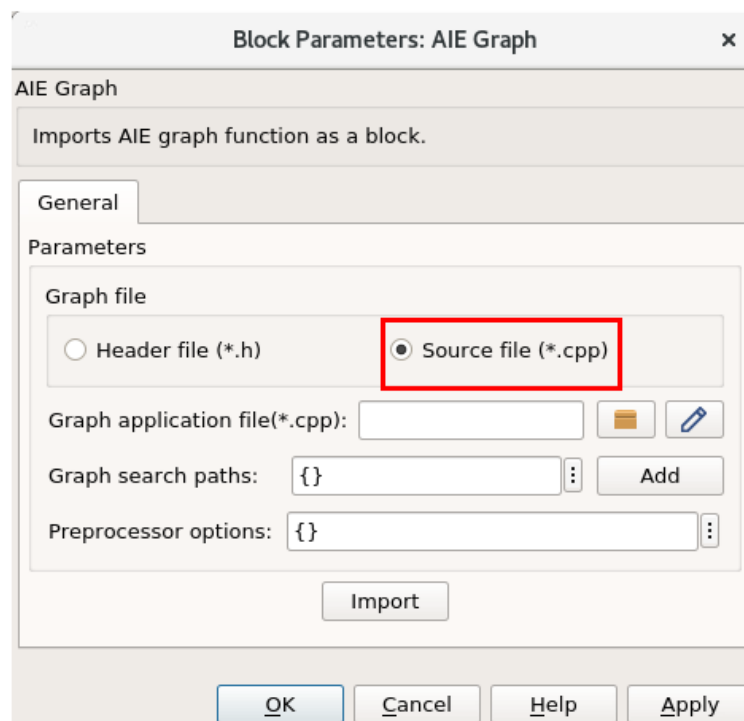 Block Parameters: AIE Graph ×
AIE Graph
Imports AIE graph function as a block.
General
Parameters
Graph file
Header file (*.h) Source file (*.cpp)
Graph application file(*.cpp):
Graph search paths: {} Add
Preprocessor options: {}
Import
OK Cancel Help Apply